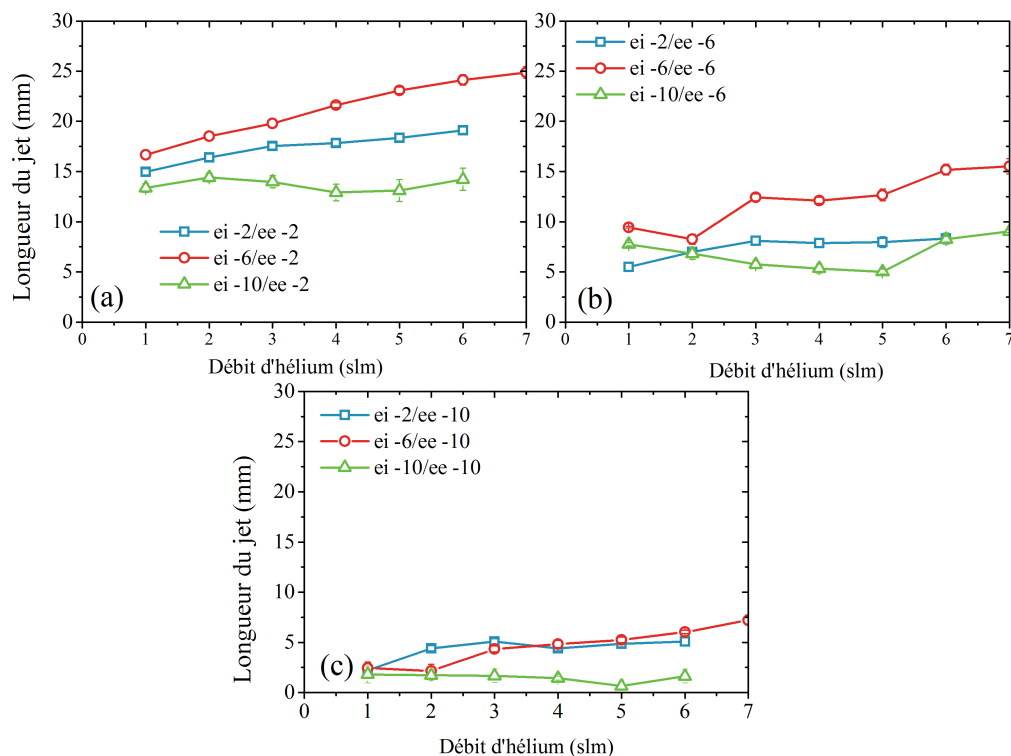 30
25
20
15
10
5
0
Longueur du jet (mm)
ei -2/ee -2
ei -6/ee -2
ei -10/ee -2
(a)
0 1 2 3 4 5 6 7
Débit d'hélium (slm)
30
25
20
15
10
5
0
ei -2/ee -6
ei -6/ee -6
ei -10/ee -6
(b)
0 1 2 3 4 5 6 7
Débit d'hélium (slm)
30
25
20
15
10
5
0
Longueur du jet (mm)
ei -2/ee -10
ei -6/ee -10
ei -10/ee -10
(c)
0 1 2 3 4 5 6 7
Débit d'hélium (slm)